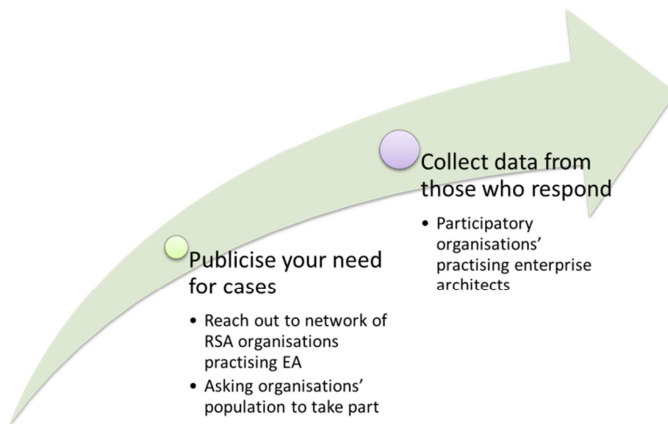 Publicise your need
for cases
• Reach out to network of
RSA organisations
practising EA
• Asking organisations'
population to take part
Collect data from
those who respond
• Participatory
organisations'
practising enterprise
architects